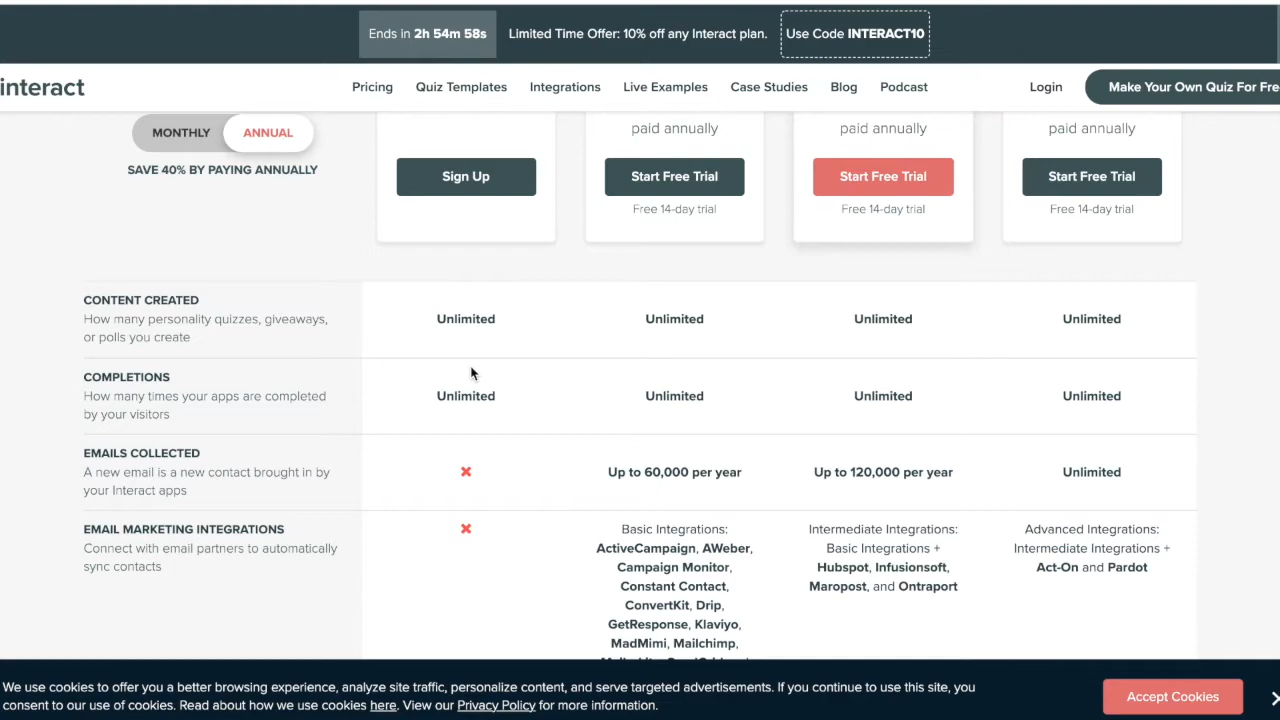 Ends in 2h 54m 58s Limited Time Offer: 10% off any Interact plan. Use Code INTERACT10
interact Pricing Quiz Templates Integrations Live Examples Case Studies Blog Podcast Login Make Your Own Quiz For Fre
MONTHLY ANNUAL
SAVE 40% BY PAYING ANNUALLY
paid annually paid annually paid annually
Sign Up Start Free Trial Start Free Trial Start Free Trial
Free 14-day trial Free 14-day trial Free 14-day trial
CONTENT CREATED
How many personality quizzes, giveaways,
or polls you create
Unlimited Unlimited Unlimited Unlimited
COMPLETIONS
How many times your apps are completed
by your visitors
Unlimited Unlimited Unlimited Unlimited
EMAILS COLLECTED
A new email is a new contact brought in by
your Interact apps
Up to 60,000 per year Up to 120,000 per year Unlimited
EMAIL MARKETING INTEGRATIONS
Connect with email partners to automatically
sync contacts
Basic Integrations:
ActiveCampaign, AWeber,
Campaign Monitor,
Constant Contact,
ConvertKit, Drip,
GetResponse, Klaviyo,
MadMimi, Mailchimp,
Intermediate Integrations:
Basic Integrations +
Hubspot, Infusionsoft,
Maropost, and Ontraport
Advanced Integrations:
Intermediate Integrations +
Act-On and Pardot
We use cookies to offer you a better browsing experience, analyze site traffic, personalize content, and serve targeted advertisements. If you continue to use this site, you
consent to our use of cookies. Read about how we use cookies here. View our Privacy Policy for more information.
Accept Cookies